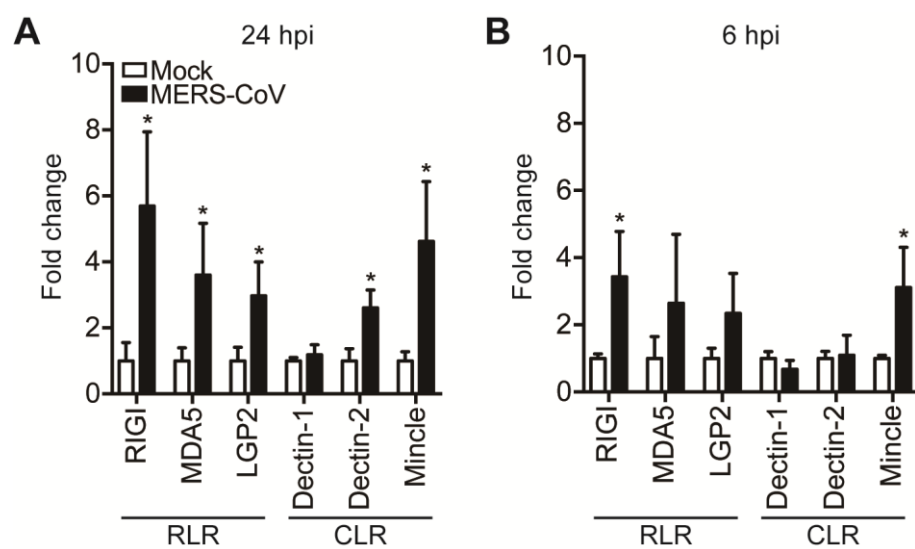 A
24 hpi
Mock
MERS-CoV
Fold change
10
8
6
4
2
0
*
*
*
*
*
RIGI
MDA5
LGP2
Dectin-1
Dectin-2
Mincle
RLR
CLR
B
6 hpi
Fold change
10
8
6
4
2
0
*
*
RIGI
MDA5
LGP2
Dectin-1
Dectin-2
Mincle
RLR
CLR